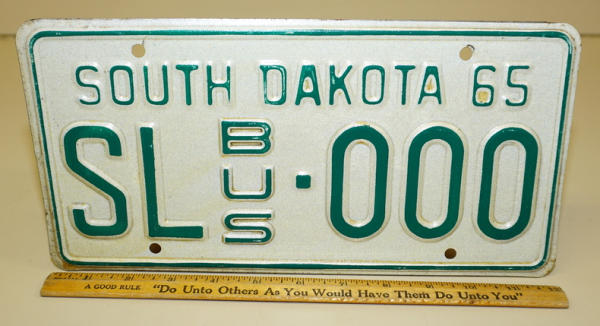 SOUTH DAKOTA 65
SL BUS · 000
A GOOD RULE "Do Unto Others As You Would Have Them Do Unto You"